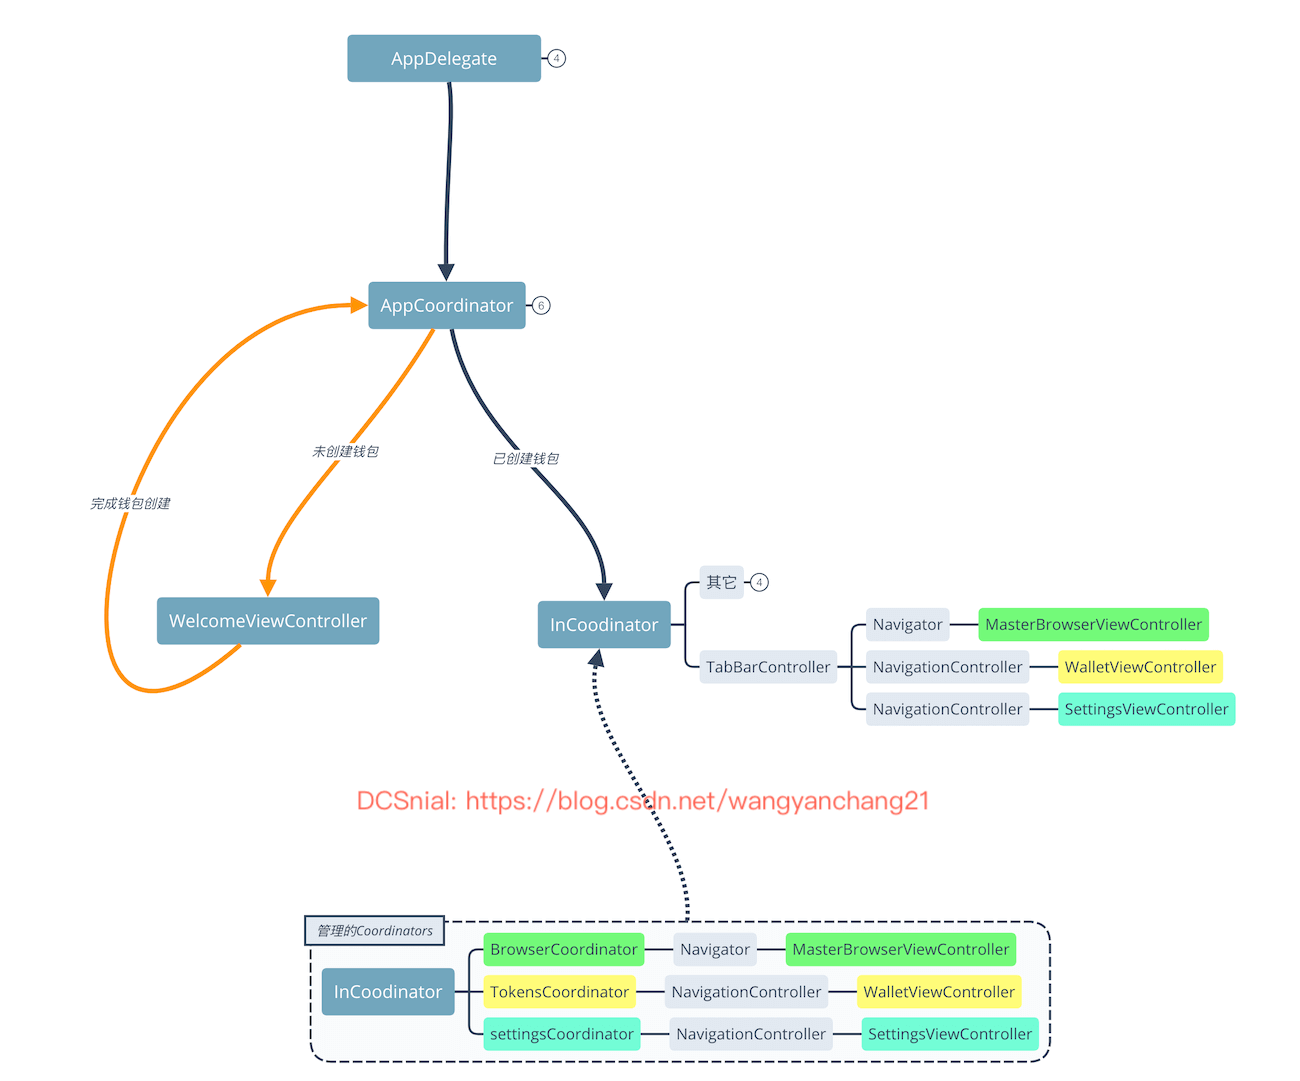 AppDelegate
4
AppCoordinator
6
未创建钱包
已创建钱包
完成钱包创建
WelcomeViewController
InCoodinator
其它
4
TabBarController
Navigator
MasterBrowserViewController
NavigationController
WalletViewController
NavigationController
SettingsViewController
DCSnial: https://blog.csdn.net/wangyanchang21
管理的Coordinators
InCoodinator
BrowserCoordinator
Navigator
MasterBrowserViewController
TokensCoordinator
NavigationController
WalletViewController
settingsCoordinator
NavigationController
SettingsViewController